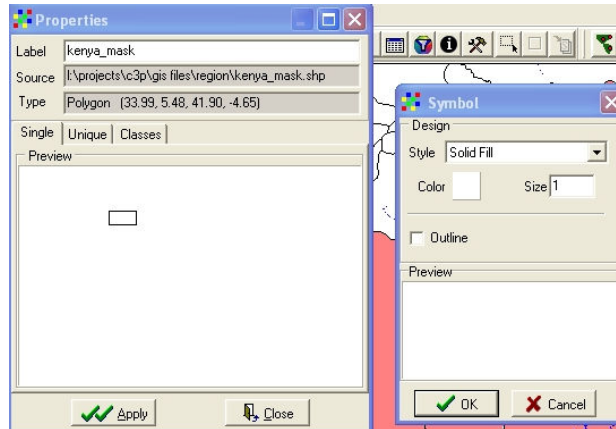 Properties
Label kenya_mask
Source I:\projects\c3p\gis files\region\kenya_mask.shp
Type Polygon (33.99, 5.48, 41.90, -4.65)
Single Unique Classes
Preview
Apply Close
Symbol
Design
Style Solid Fill
Color Size 1
Outline
Preview
OK Cancel